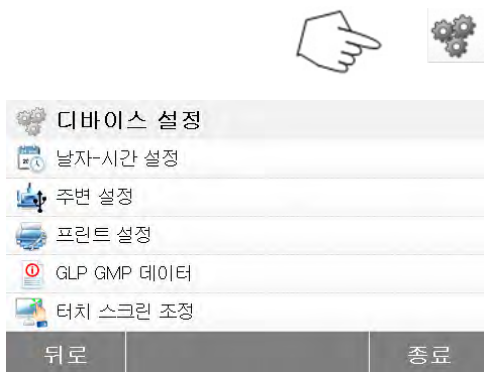 디바이스 설정
날자-시간 설정
주변 설정
프린트 설정
GLP GMP 데이터
터치 스크린 조정
뒤로
종료